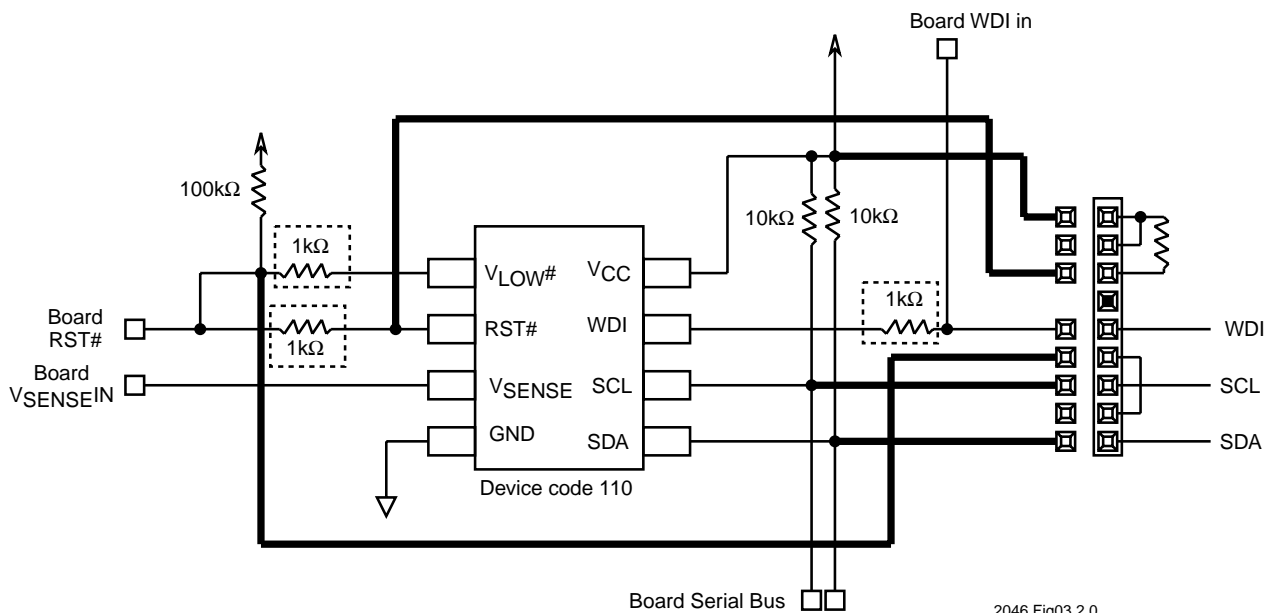 Board WDI in
100kΩ
1kΩ
10kΩ
10kΩ
VLOW#
VCC
1kΩ
Board
RST#
RST#
WDI
WDI
1kΩ
Board
VSENSEIN
VSENSE
SCL
SCL
GND
SDA
SDA
Device code 110
Board Serial Bus
2046 Fig03 2.0